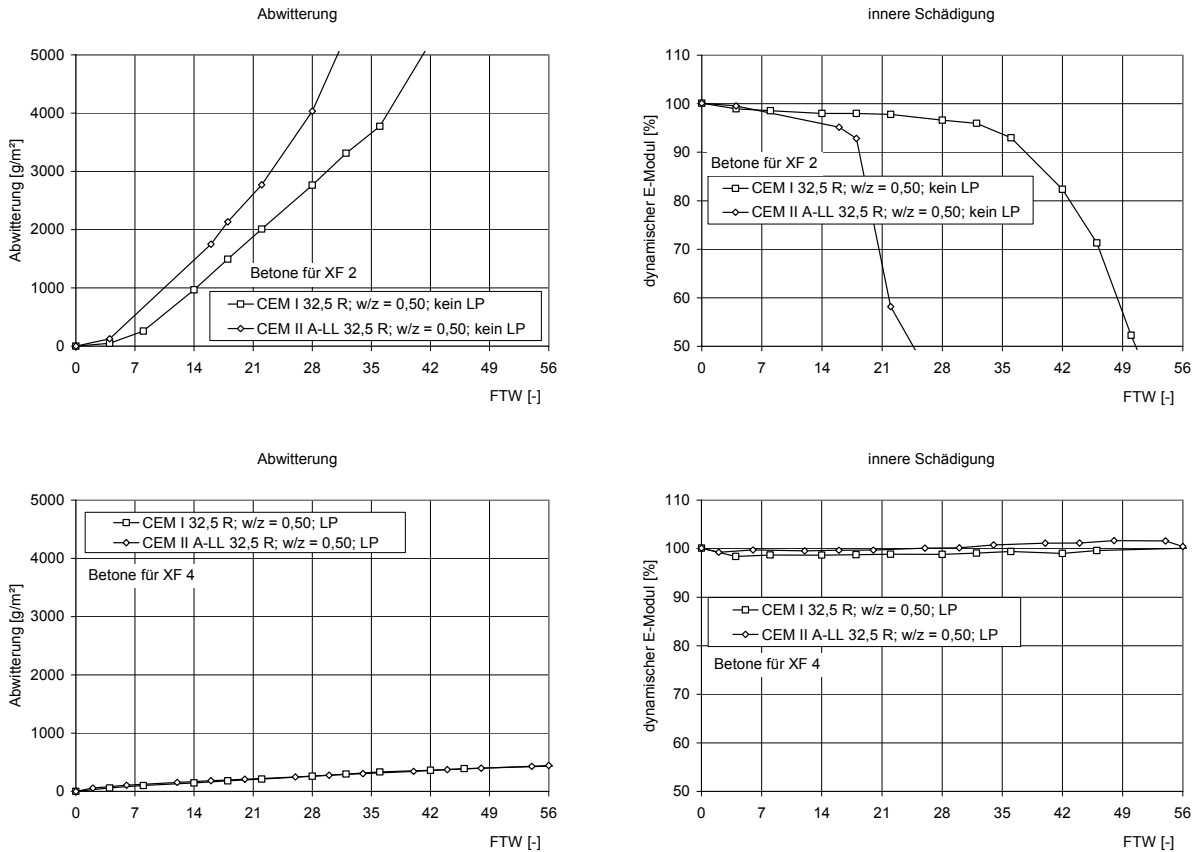 Abwitterung
5000
4000
3000
2000
1000
0
Abwitterung [g/m²]
Betone für XF 2
CEM I 32,5 R; w/z = 0,50; kein LP
CEM II A-LL 32,5 R; w/z = 0,50; kein LP
0 7 14 21 28 35 42 49 56
FTW [-]
innere Schädigung
110
100
90
80
70
60
50
dynamischer E-Modul [%]
Betone für XF 2
CEM I 32,5 R; w/z = 0,50; kein LP
CEM II A-LL 32,5 R; w/z = 0,50; kein LP
0 7 14 21 28 35 42 49 56
FTW [-]
Abwitterung
5000
4000
3000
2000
1000
0
Abwitterung [g/m²]
CEM I 32,5 R; w/z = 0,50; LP
CEM II A-LL 32,5 R; w/z = 0,50; LP
Betone für XF 4
0 7 14 21 28 35 42 49 56
FTW [-]
innere Schädigung
110
100
90
80
70
60
50
dynamischer E-Modul [%]
CEM I 32,5 R; w/z = 0,50; LP
CEM II A-LL 32,5 R; w/z = 0,50; LP
Betone für XF 4
0 7 14 21 28 35 42 49 56
FTW [-]